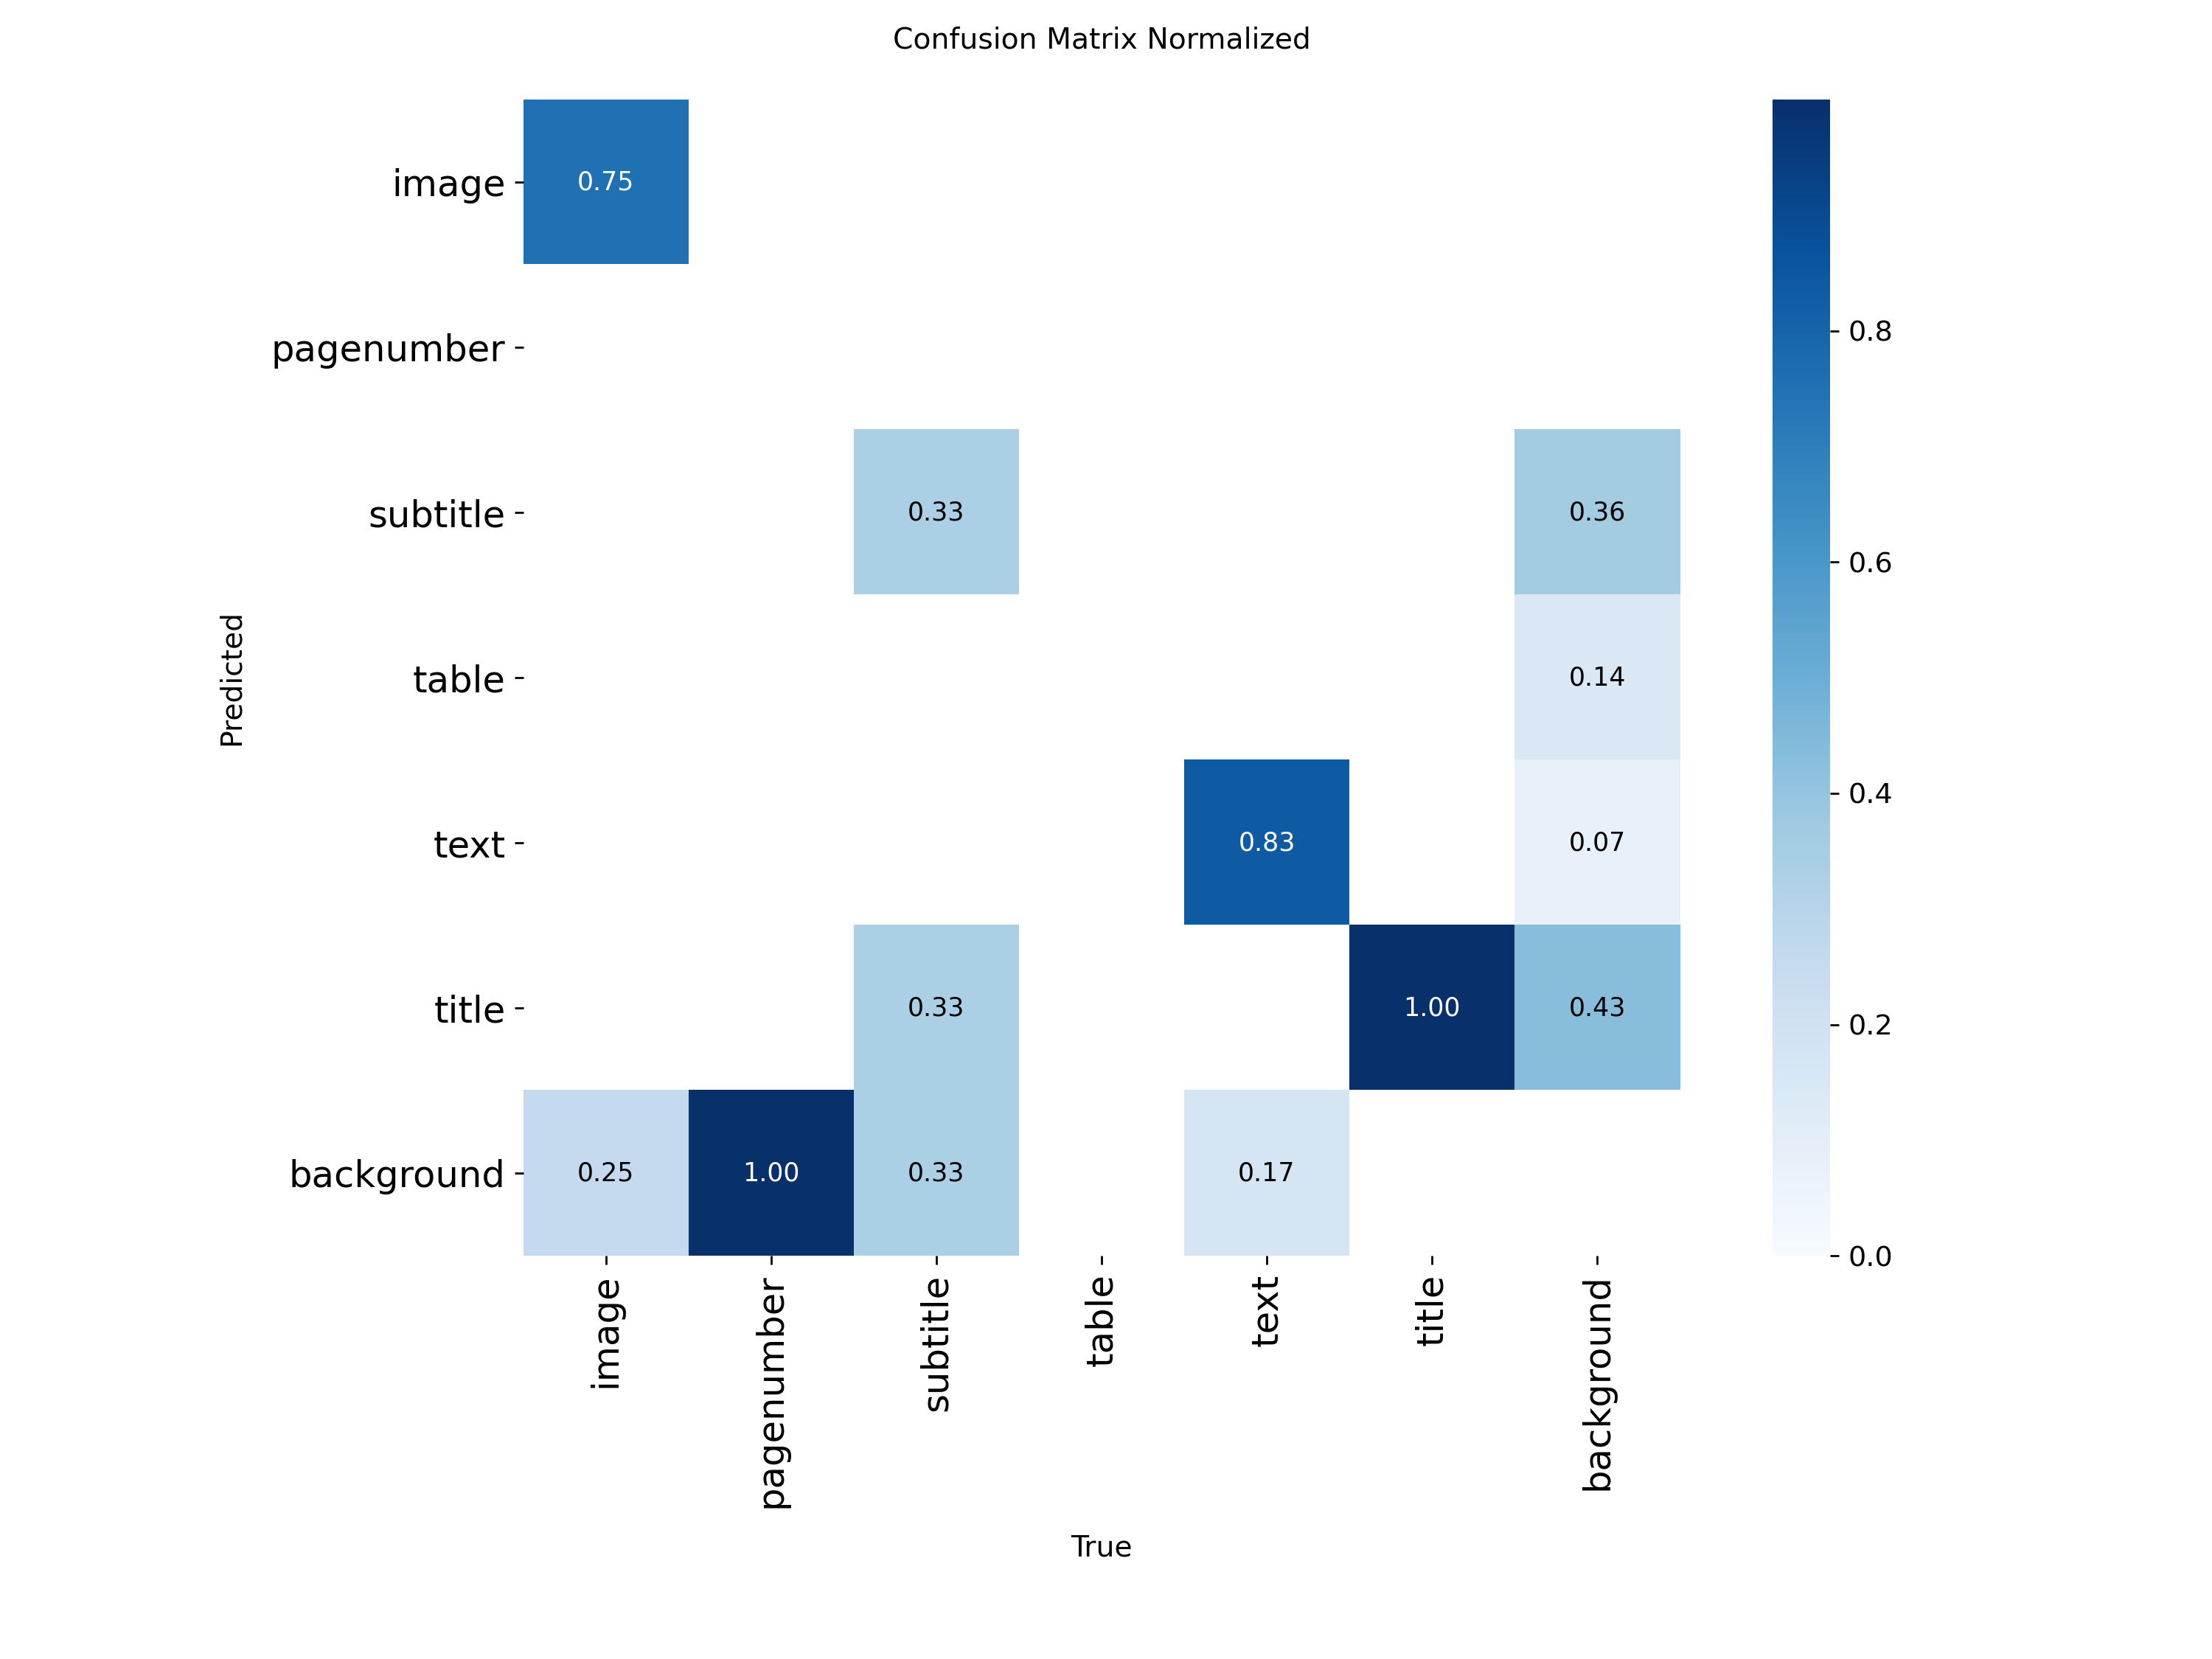 Confusion Matrix Normalized
image
0.75
pagenumber
0.8
subtitle
0.33
0.36
0.6
Predicted
table
0.14
0.4
text
0.83
0.07
title
0.33
1.00
0.43
0.2
background
0.25
1.00
0.33
0.17
0.0
image
pagenumber
subtitle
table
text
title
background
True